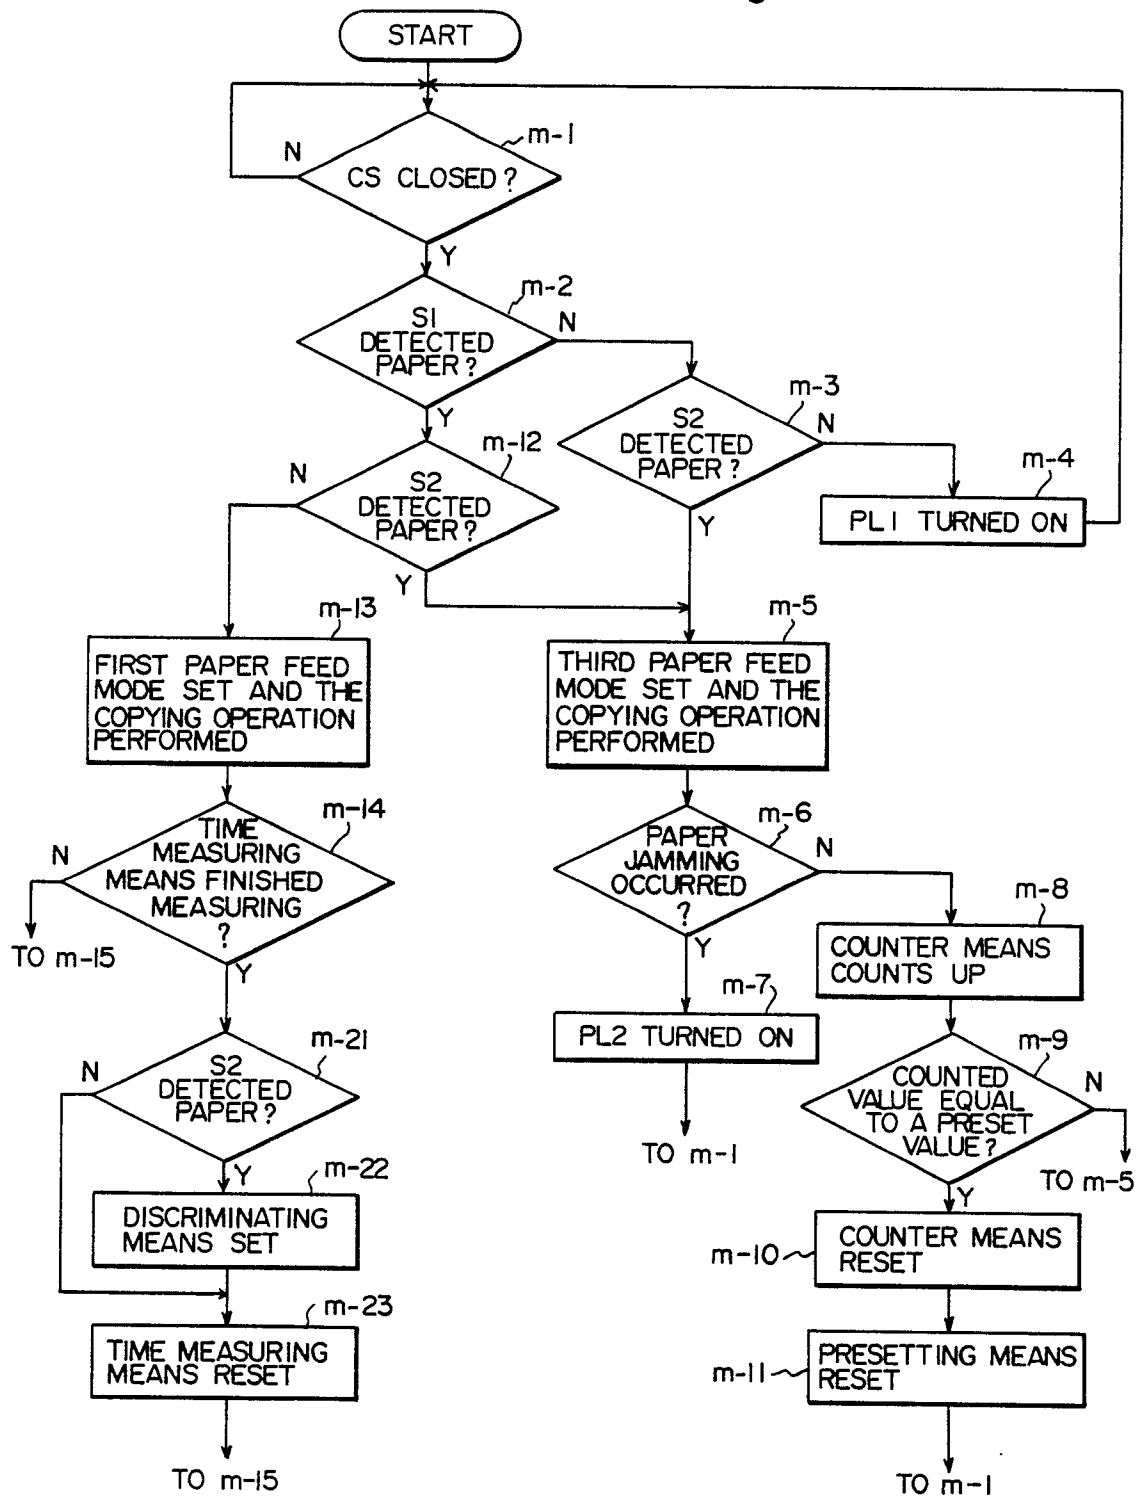 START
m-1
N
CS CLOSED?
Y
m-2
S1
DETECTED
PAPER?
N
Y
m-3
S2
DETECTED
PAPER?
N
Y
m-4
PL1 TURNED ON
m-12
N
S2
DETECTED
PAPER?
Y
m-13
FIRST PAPER FEED
MODE SET AND THE
COPYING OPERATION
PERFORMED
m-5
THIRD PAPER FEED
MODE SET AND THE
COPYING OPERATION
PERFORMED
m-14
N
TIME
MEASURING
MEANS FINISHED
MEASURING
?
TO m-15
Y
m-6
PAPER
JAMMING
OCCURRED
?
N
Y
m-8
COUNTER MEANS
COUNTS UP
m-7
PL2 TURNED ON
TO m-1
m-21
N
S2
DETECTED
PAPER?
Y
m-9
COUNTED
VALUE EQUAL
TO A PRESET
VALUE?
N
TO m-5
Y
m-22
DISCRIMINATING
MEANS SET
m-10
COUNTER MEANS
RESET
m-23
TIME MEASURING
MEANS RESET
m-11
PRESETTING MEANS
RESET
TO m-15
TO m-1